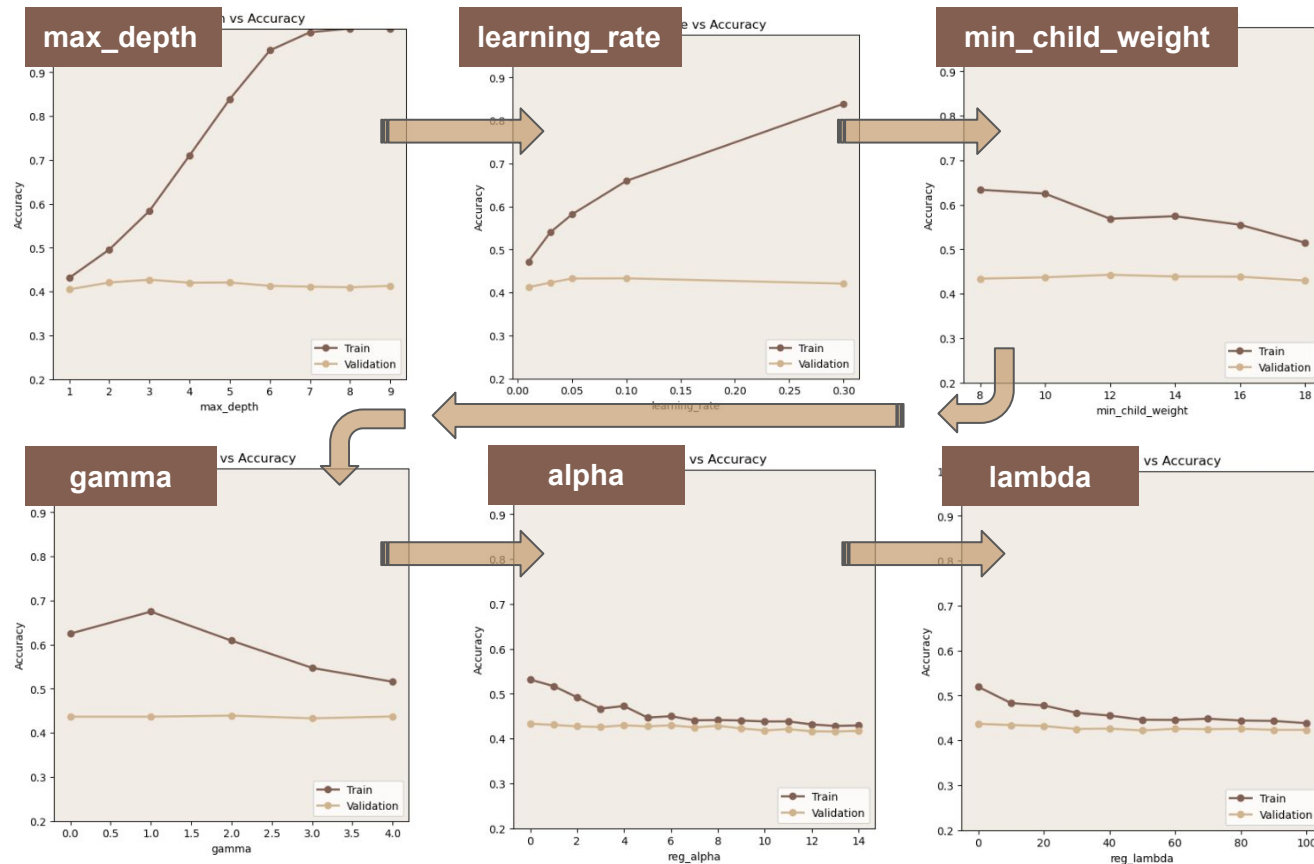 max_depth
n vs Accuracy
0.9
0.8
0.7
0.6
0.5
0.4
0.3
0.2
Accuracy
1 2 3 4 5 6 7 8 9
max_depth
Train
Validation
learning_rate
e vs Accuracy
0.9
0.8
0.7
0.6
0.5
0.4
0.3
0.2
Accuracy
0.00 0.05 0.10 0.15 0.20 0.25 0.30
learning_rate
Train
Validation
min_child_weight
0.9
0.8
0.7
0.6
0.5
0.4
0.3
0.2
Accuracy
8 10 12 14 16 18
min_child_weight
Train
Validation
gamma
vs Accuracy
0.9
0.8
0.7
0.6
0.5
0.4
0.3
0.2
Accuracy
0.0 0.5 1.0 1.5 2.0 2.5 3.0 3.5 4.0
gamma
Train
Validation
alpha
vs Accuracy
0.9
0.8
0.7
0.6
0.5
0.4
0.3
0.2
Accuracy
0 2 4 6 8 10 12 14
reg_alpha
Train
Validation
lambda
vs Accuracy
0.9
0.8
0.7
0.6
0.5
0.4
0.3
0.2
Accuracy
0 20 40 60 80 100
reg_lambda
Train
Validation